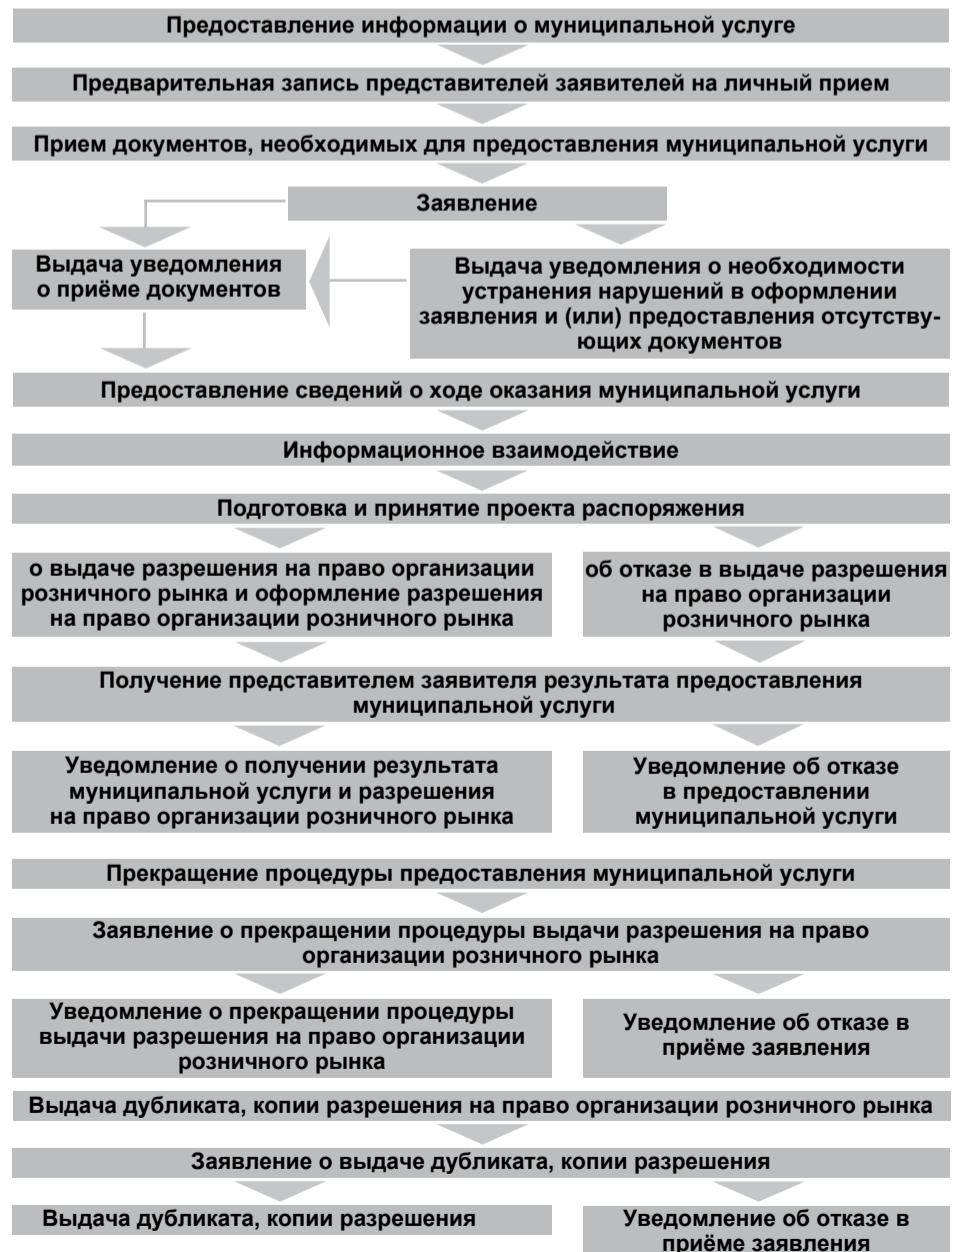 Предоставление информации о муниципальной услуге
Предварительная запись представителей заявителей на личный прием
Прием документов, необходимых для предоставления муниципальной услуги
Заявление
Выдача уведомления
о приёме документов
Выдача уведомления о необходимости
устранения нарушений в оформлении
заявления и (или) предоставления отсутству-
ющих документов
Предоставление сведений о ходе оказания муниципальной услуги
Информационное взаимодействие
Подготовка и принятие проекта распоряжения
о выдаче разрешения на право организации
розничного рынка и оформление разрешения
на право организации розничного рынка
об отказе в выдаче разрешения
на право организации
розничного рынка
Получение представителем заявителя результата предоставления
муниципальной услуги
Уведомление о получении результата
муниципальной услуги и разрешения
на право организации розничного рынка
Уведомление об отказе
в предоставлении
муниципальной услуги
Прекращение процедуры предоставления муниципальной услуги
Заявление о прекращении процедуры выдачи разрешения на право
организации розничного рынка
Уведомление о прекращении процедуры
выдачи разрешения на право организации
розничного рынка
Уведомление об отказе в
приёме заявления
Выдача дубликата, копии разрешения на право организации розничного рынка
Заявление о выдаче дубликата, копии разрешения
Выдача дубликата, копии разрешения
Уведомление об отказе в
приёме заявления